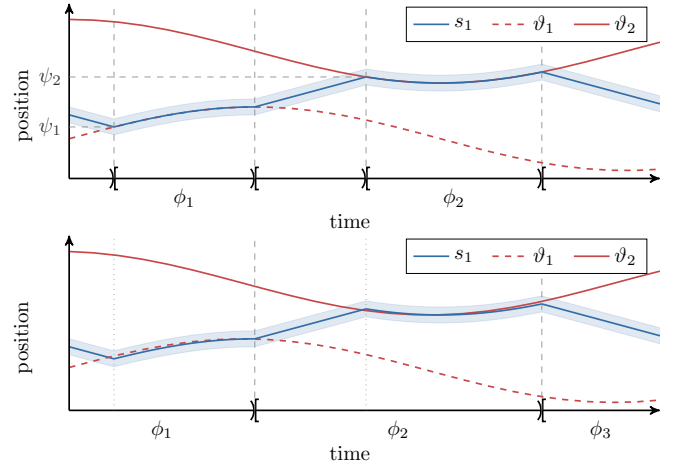 s₁ ϑ₁ ϑ₂
position
ψ₂
ψ₁
)[ )[ )[ )[
ϕ₁ ϕ₂
time
s₁ ϑ₁ ϑ₂
position
)[ )[
ϕ₁ ϕ₂ ϕ₃
time